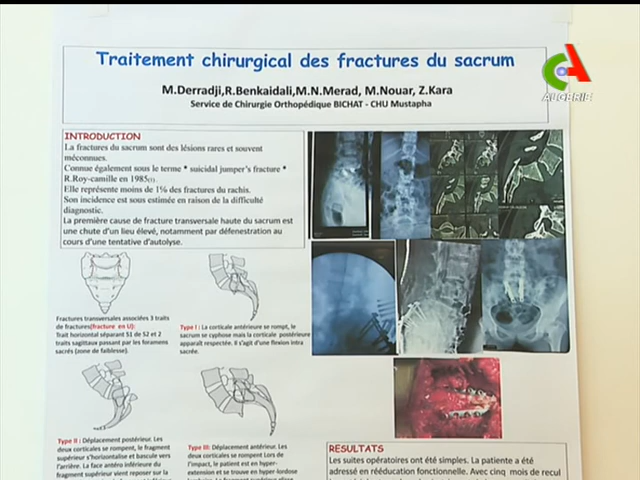 Traitement chirurgical des fractures du sacrum
M.Derradji,R.Benkaidali,M.N.Merad, M.Nouar, Z.Kara
Service de Chirurgie Orthopédique BICHAT - CHU Mustapha
ALGERIE
INTRODUCTION
La fractures du sacrum sont des lésions rares et souvent
méconnues.
Connue également sous le terme * suicidal jumper's fracture *
R.Roy-camille en 1985(1).
Elle représente moins de 1% des fractures du rachis.
Son incidence est sous estimée en raison de la difficulté
diagnostic.
La première cause de fracture transversale haute du sacrum est
une chute d'un lieu élevé, notamment par défenestration au
cours d'une tentative d'autolyse.
Fractures transversales associées 3 traits
de fractures(fracture en U):
Trait horizontal séparant S1 de S2 et 2
traits sagittaux passant par les foramens
sacrés (zone de faiblesse).
Type I : La corticale antérieure se rompt, le
sacrum se cyphose mais la corticale postérieure
apparaît respectée. Il s'agit d'une flexion intra
sacrée.
Type II : Déplacement postérieur. Les
deux corticales se rompent, le fragment
supérieur s'horizontalise et bascule vers
l'arrière. La face antéro inférieure du
fragment supérieur vient reposer sur la
Type III: Déplacement antérieur. Les
deux corticales se rompent Lors de
l'impact, le patient est en hyper-
extension et se trouve en hyper-lordose
RESULTATS
Les suites opératoires ont été simples. La patiente a été
adressé en rééducation fonctionnelle. Avec cinq mois de recul